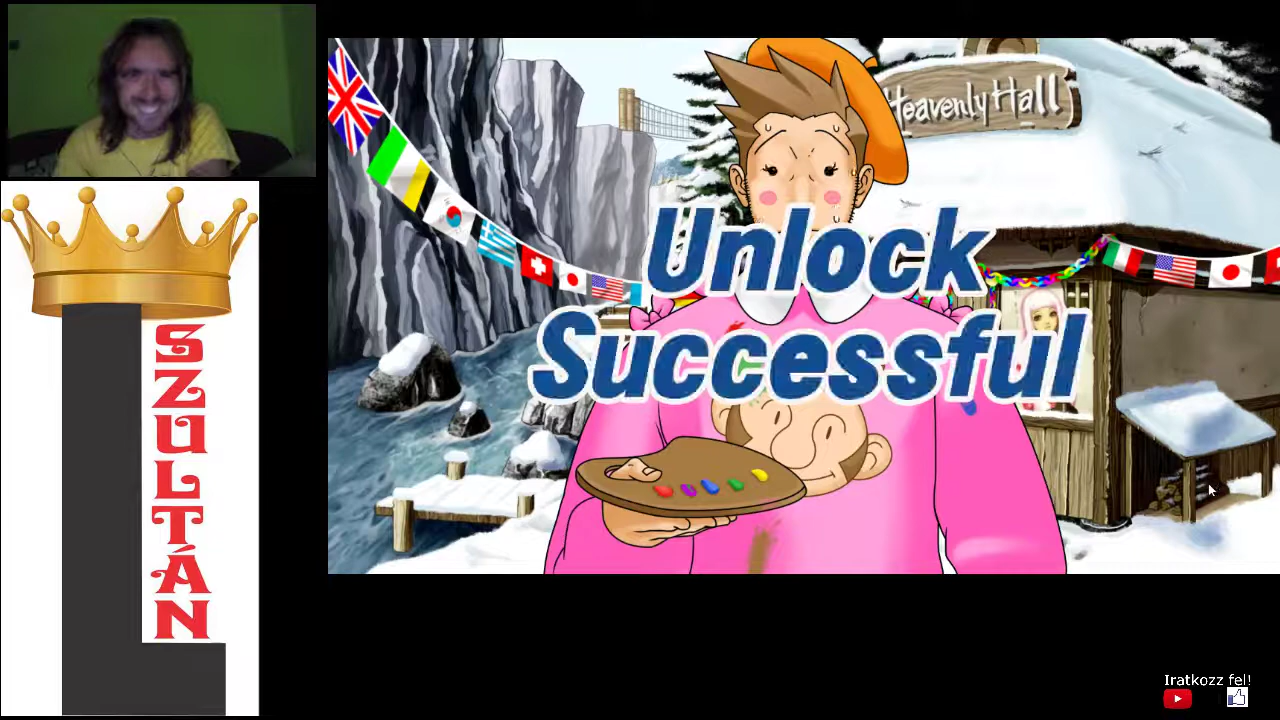 Heavenly Hall
Unlock
Successful
L
SZULTÁN
Iratkozz fel!